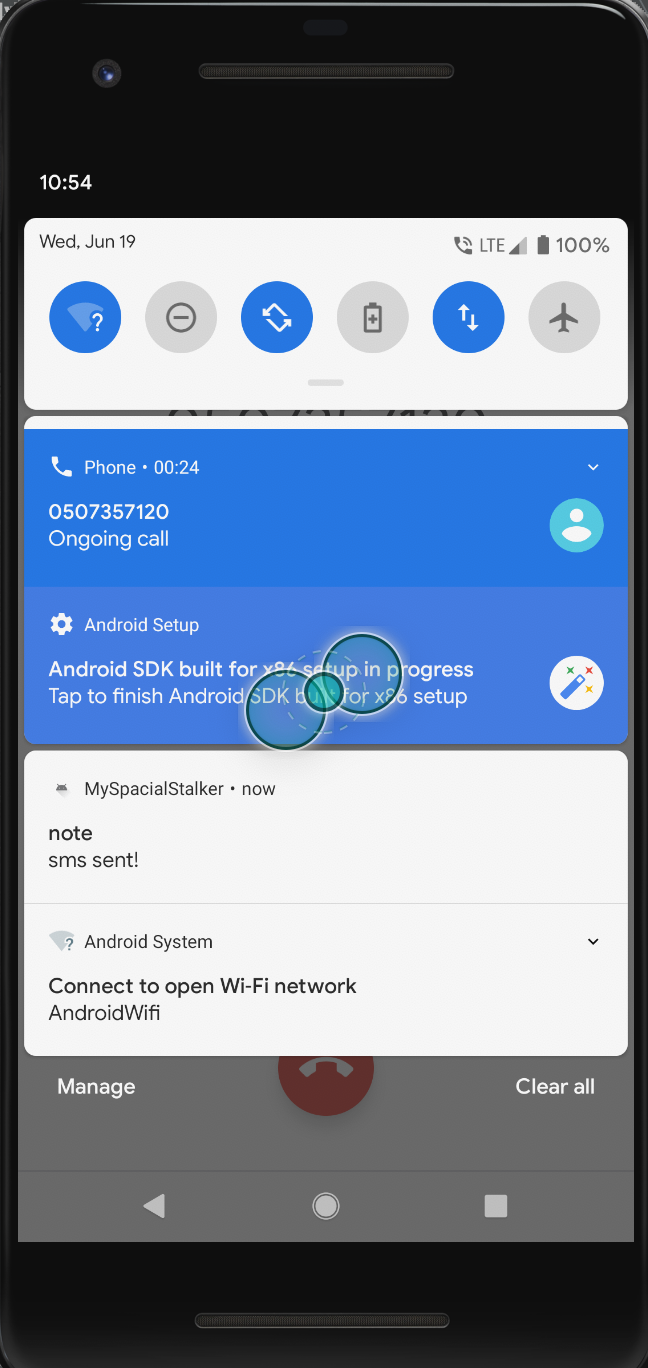 10:54
Wed, Jun 19
LTE 100%
Phone • 00:24
0507357120
Ongoing call
Android Setup
Android SDK built for x86 setup in progress
Tap to finish Android SDK built for x86 setup
MySpacialStalker • now
note
sms sent!
Android System
Connect to open Wi-Fi network
AndroidWifi
Manage
Clear all